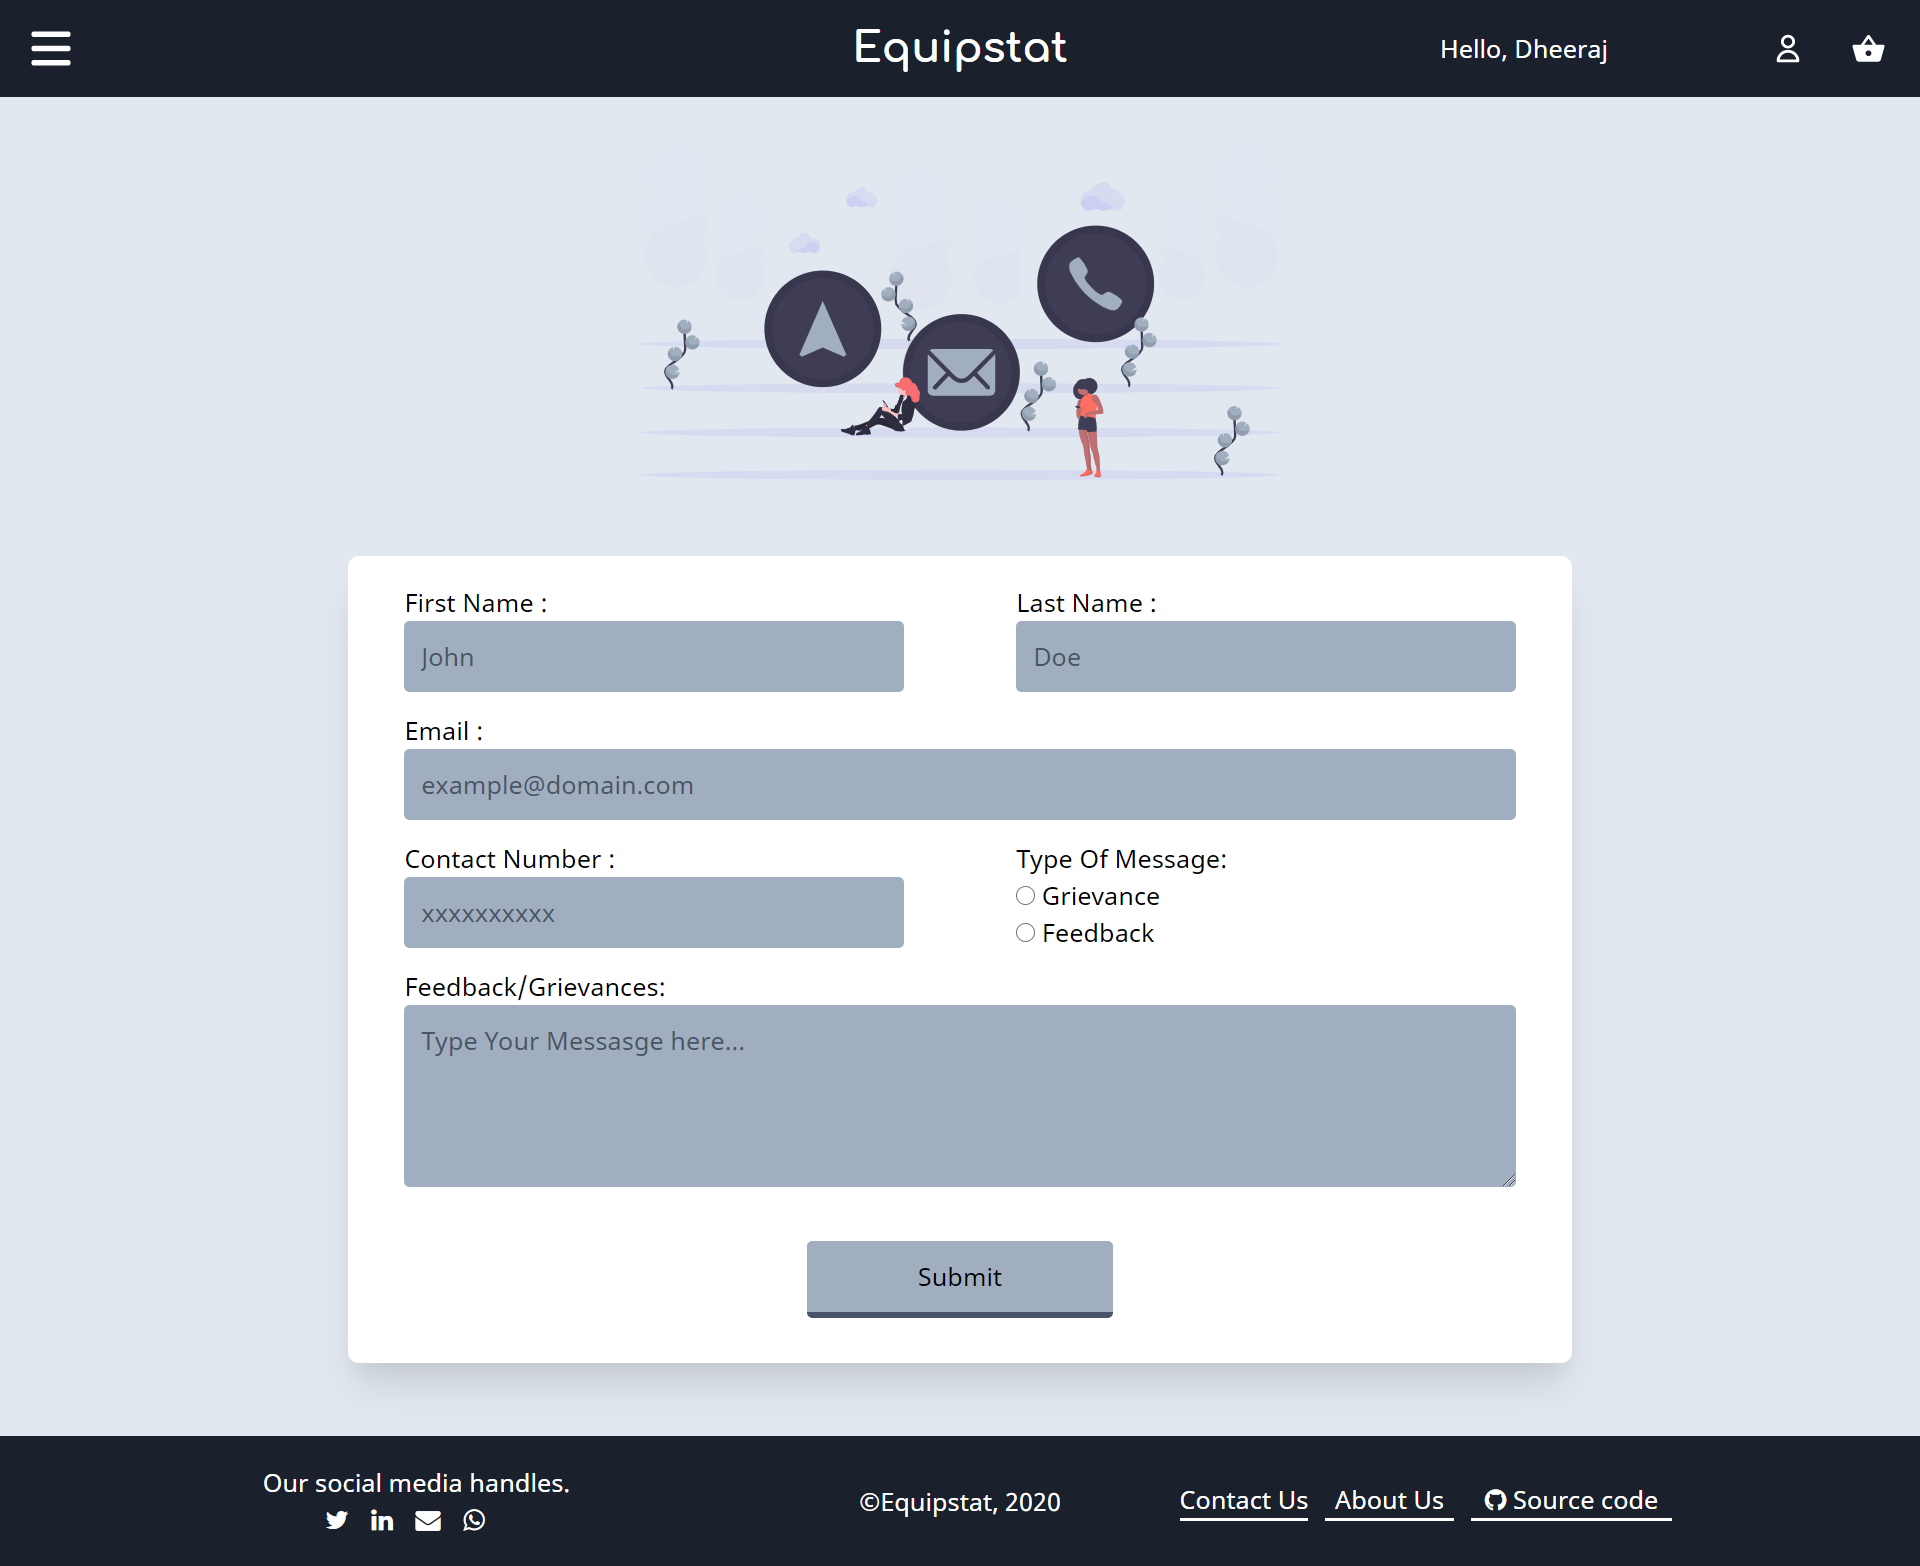 Equipstat
Hello, Dheeraj
First Name :
Last Name :
John
Doe
Email :
example@domain.com
Contact Number :
Type Of Message:
xxxxxxxxxx
Grievance
Feedback
Feedback/Grievances:
Type Your Messasge here...
Submit
Our social media handles.
©Equipstat, 2020
Contact Us
About Us
Source code